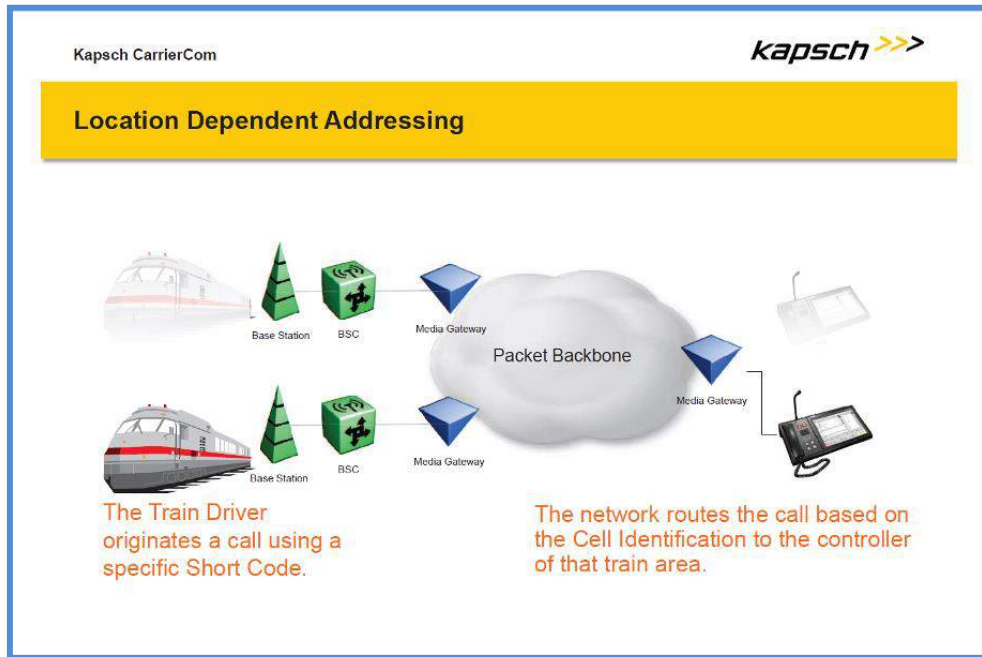 Kapsch CarrierCom
kapsch >>>
Location Dependent Addressing
Base Station
BSC
Media Gateway
Packet Backbone
Media Gateway
Base Station
BSC
Media Gateway
The Train Driver
originates a call using a
specific Short Code.
The network routes the call based on
the Cell Identification to the controller
of that train area.